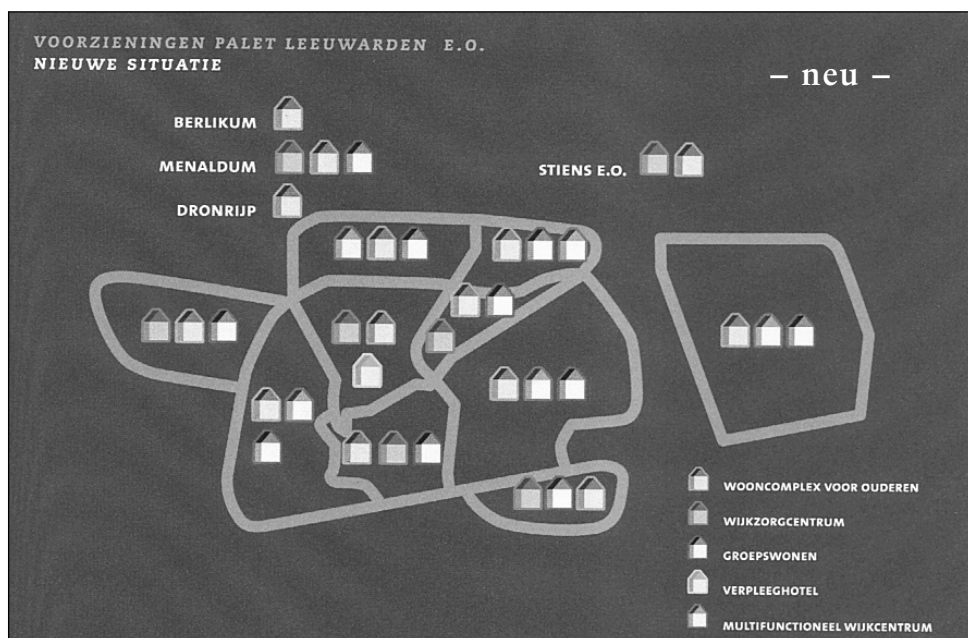 VOORZIENINGEN PALET LEEUWARDEN E.O.
NIEUWE SITUATIE
– neu –
BERLIKUM
MENALDUM
STIENS E.O.
DRONRIJP
WOONCOMPLEX VOOR OUDEREN
WIJKZORGCENTRUM
GROEPSWONEN
VERPLEEGHOTEL
MULTIFUNCTIONEEL WIJKCENTRUM